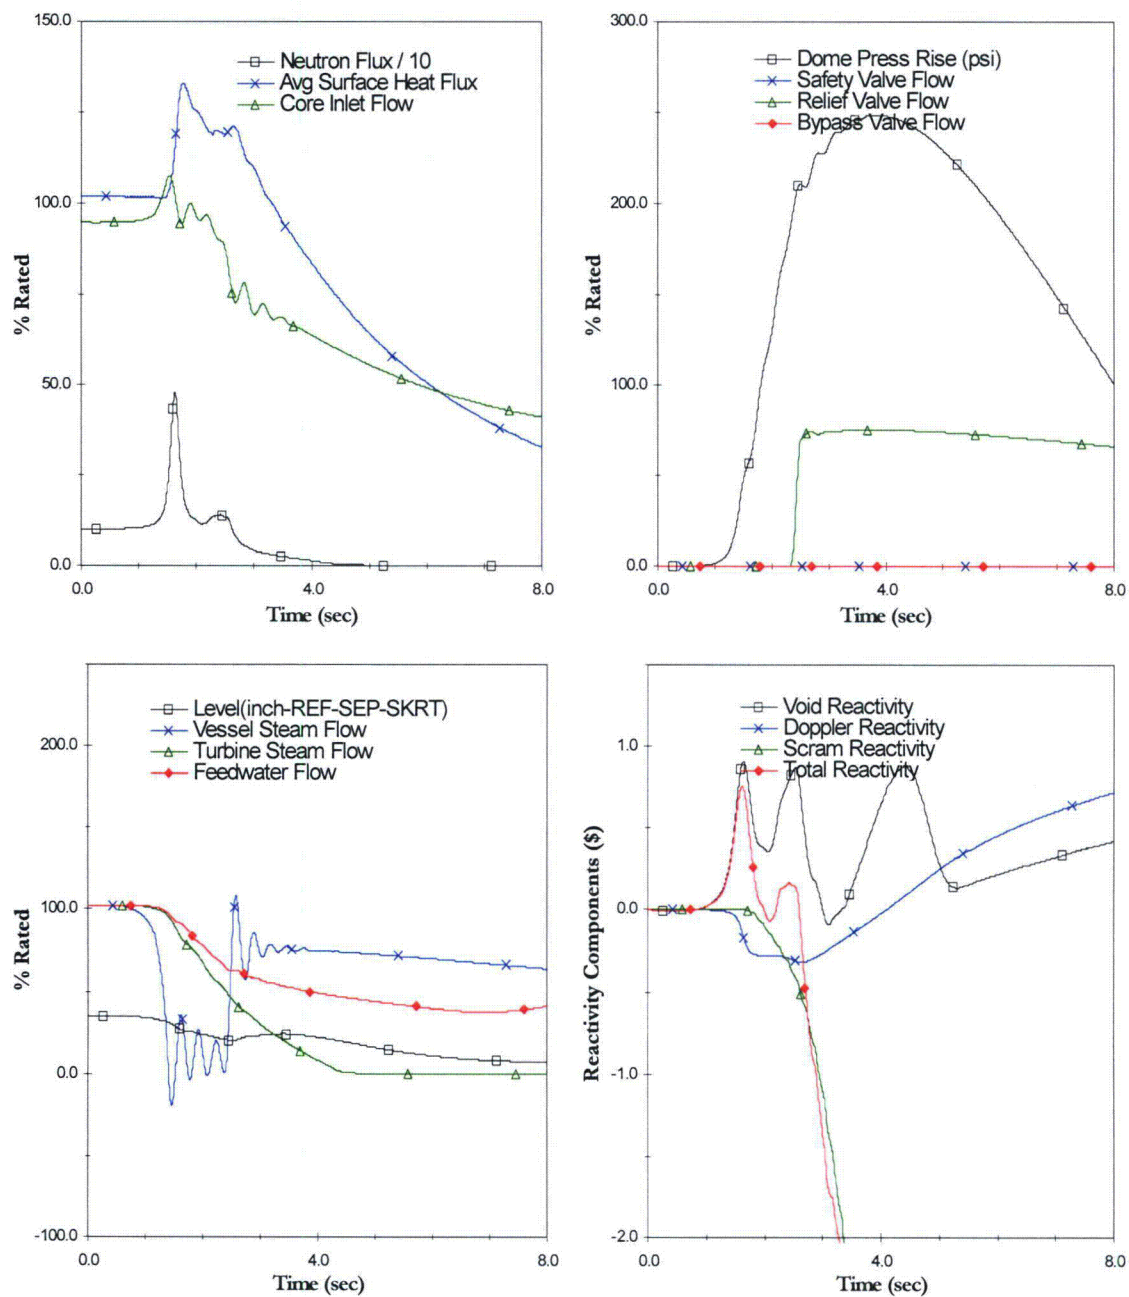 150.0
Neutron Flux / 10
Avg Surface Heat Flux
Core Inlet Flow
100.0
% Rated
50.0
0.0
0.0 4.0 8.0
Time (sec)
300.0
Dome Press Rise (psi)
Safety Valve Flow
Relief Valve Flow
Bypass Valve Flow
200.0
% Rated
100.0
0.0
0.0 4.0 8.0
Time (sec)
Level(inch-REF-SEP-SKRT)
Vessel Steam Flow
Turbine Steam Flow
Feedwater Flow
200.0
100.0
% Rated
0.0
-100.0
0.0 4.0 8.0
Time (sec)
Void Reactivity
Doppler Reactivity
Scram Reactivity
Total Reactivity
1.0
0.0
Reactivity Components ($)
-1.0
-2.0
0.0 4.0 8.0
Time (sec)